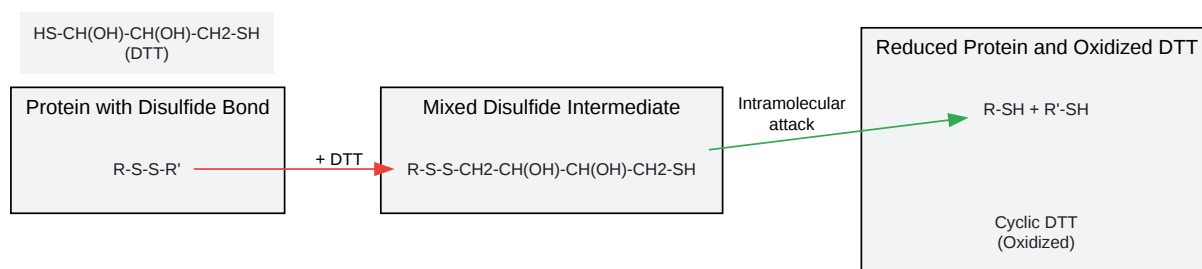 HS-CH(OH)-CH(OH)-CH2-SH
(DTT)
Protein with Disulfide Bond
R-S-S-R'
+ DTT
Mixed Disulfide Intermediate
R-S-S-CH2-CH(OH)-CH(OH)-CH2-SH
Intramolecular
attack
Reduced Protein and Oxidized DTT
R-SH + R'-SH
Cyclic DTT
(Oxidized)